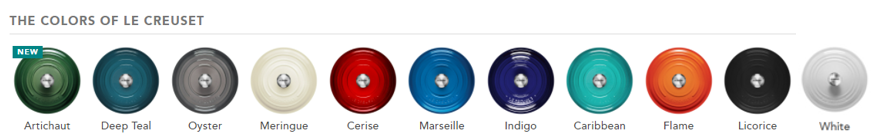 THE COLORS OF LE CREUSET
NEW
Artichaut Deep Teal Oyster Meringue Cerise Marseille Indigo Caribbean Flame Licorice White